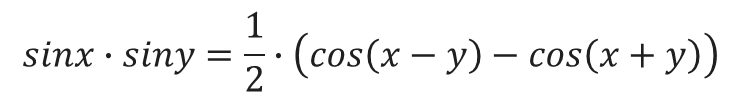 sinx · siny = 1/2 · (cos(x − y) − cos(x + y))